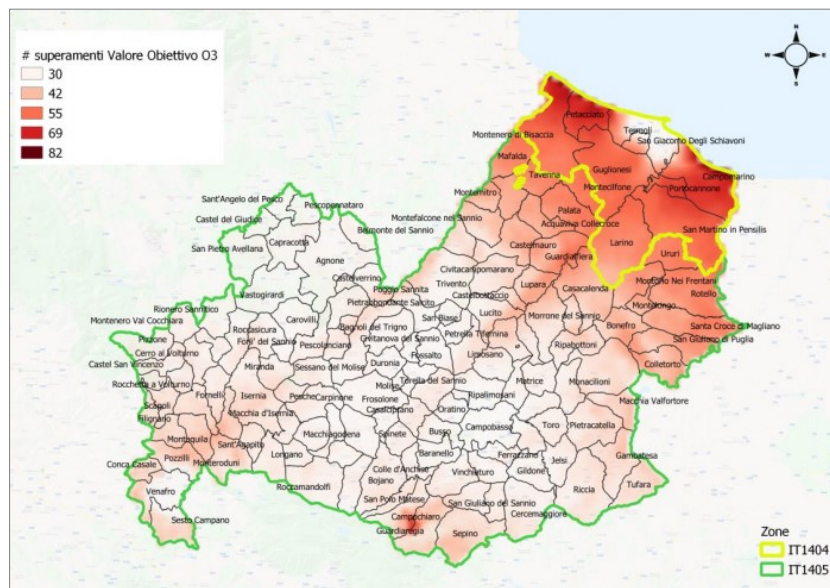 # superamenti Valore Obiettivo O3
30
42
55
69
82
N
W
E
S
Petacciato
Termoli
San Giacomo Degli Schiavoni
Montenero di Bisaccia
Mafalda
Tavenna
Guglionesi
Campomarino
Portocannone
Montecilfone
Montemitro
Sant'Angelo del Pesco
Pescopennataro
Castel del Giudice
Montefalcone nel Sannio
Palata
Acquaviva Collecroce
San Martino in Pensilis
Belmonte del Sannio
San Pietro Avellana
Capracotta
Agnone
Castelmauro
Guardialfiera
Larino
Ururi
Castelverrino
Civitacampomarano
Trivento
Montorio Nei Frentani
Poggio Sannita
Lupara
Casacalenda
Rotello
Vastogirardi
Pietrabbondante
Salcito
Castelbottaccio
Rionero Sannitico
Montenero Val Cocchiara
Carovilli
San Biase
Lucito
Morrone del Sannio
Montelongo
Bonefro
Santa Croce di Magliano
Roccasicura
Bagnoli del Trigno
Civitanova del Sannio
Petrella Tifernina
San Giuliano di Puglia
Pizzone
Forli' del Sannio
Pescolanciano
Ripabottoni
Cerro al Volturno
Fossalto
Limosano
Colletorto
Castel San Vincenzo
Miranda
Sessano del Molise
Duronia
Rocchetta a Volturno
Torella del Sannio
Matrice
Monacilioni
Molise
Fornelli
Isernia
Pesche
Carpinone
Frosolone
Ripalimosani
Macchia Valfortore
Scapoli
Casalciprano
Oratino
Filignano
Macchia d'Isernia
Campobasso
Toro
Pietracatella
Macchiagodena
Spinete
Busso
Montaquila
Sant'Agapito
Baranello
Ferrazzano
Jelsi
Gambatesa
Conca Casale
Pozzilli
Monteroduni
Longano
Colle d'Anchise
Vinchiaturo
Gildone
Bojano
Tufara
Venafro
Roccamandolfi
Riccia
San Polo Matese
San Giuliano del Sannio
Sesto Campano
Campochiaro
Cercemaggiore
Guardiaregia
Sepino
Zone
IT1404
IT1405